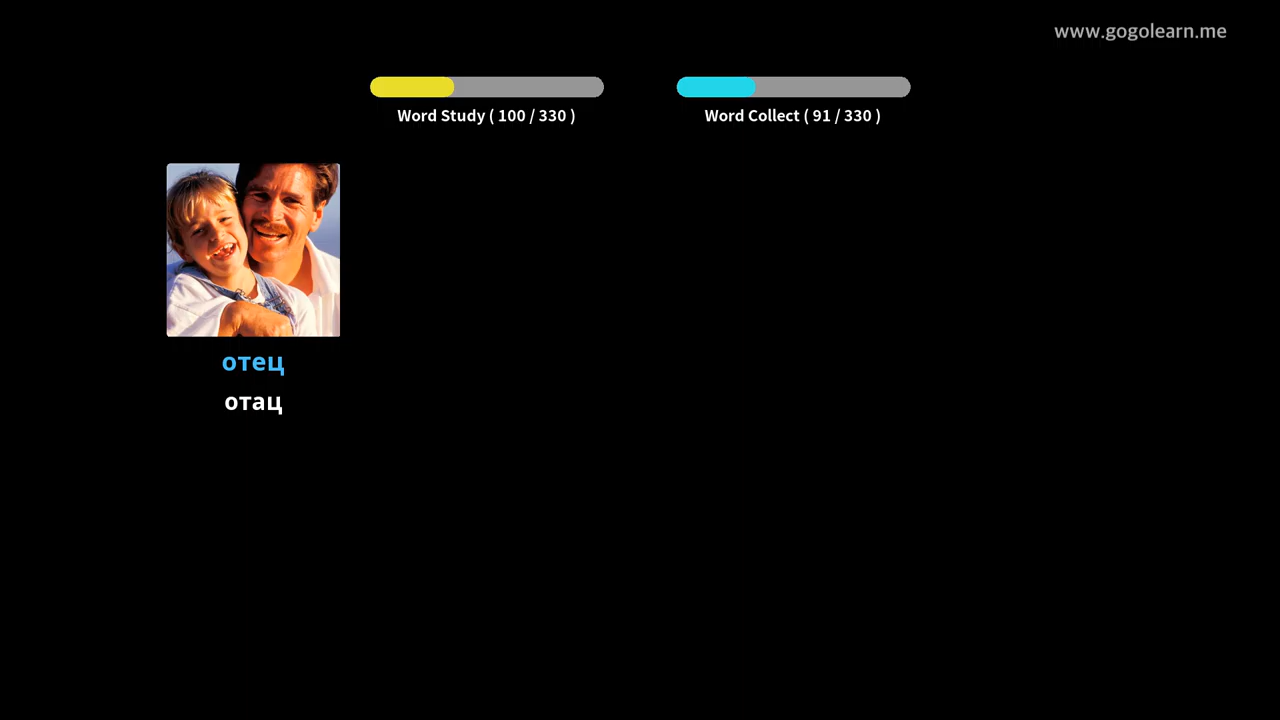 www.gogolearn.me
Word Study ( 100 / 330 )
Word Collect ( 91 / 330 )
отец
отац